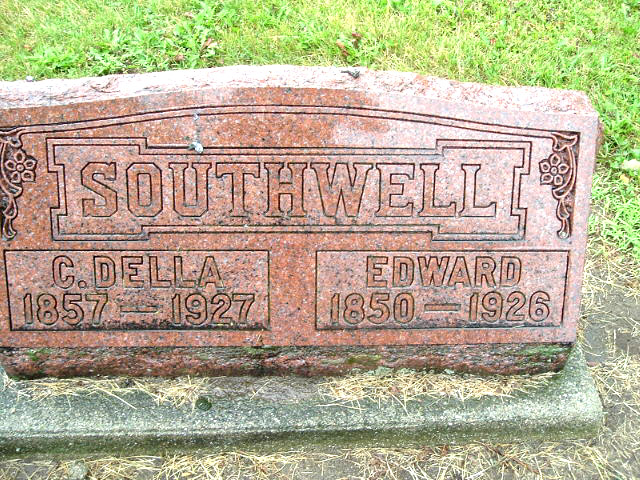 SOUTHWELL
C. DELLA
1857 — 1927
EDWARD
1850 — 1926